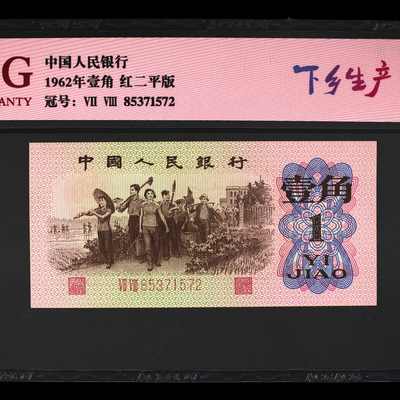 G
中国人民银行
ANTY
1962年壹角 红二平版
冠号：VII VIII 85371572
下乡生产
中國人民銀行
壹角
1
YI
JIAO
VII VIII 85371572